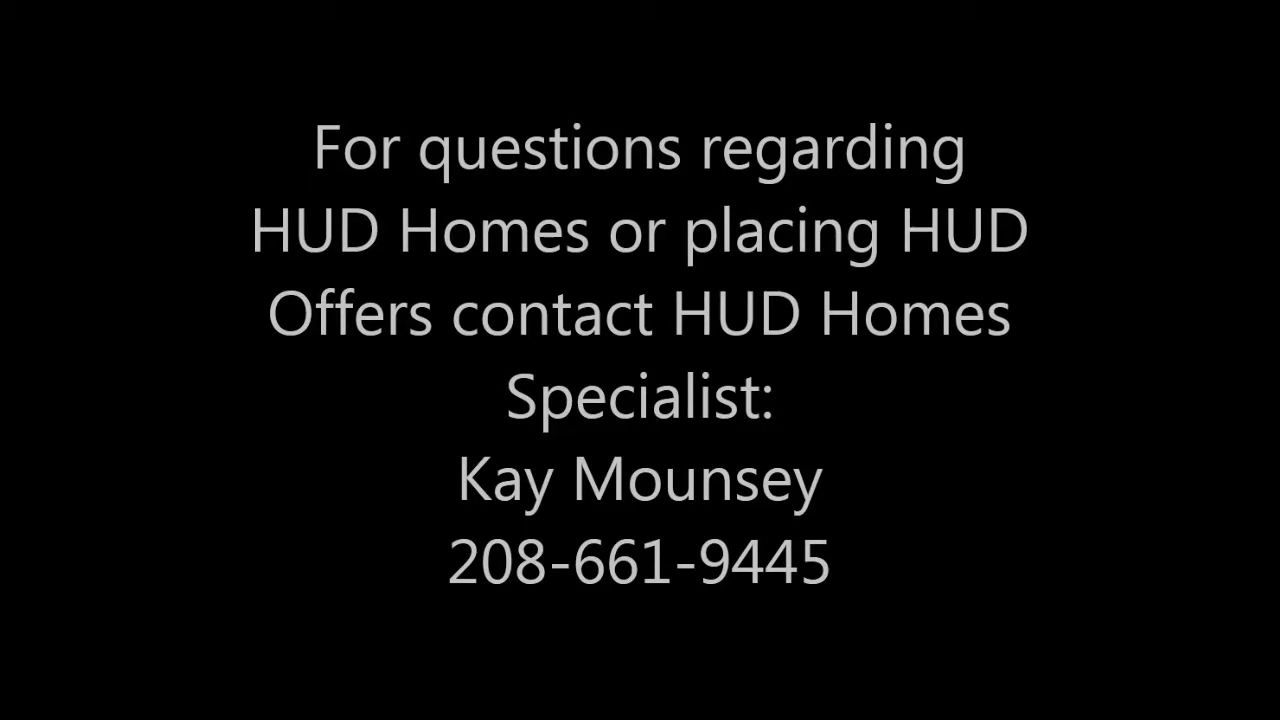 For questions regarding
HUD Homes or placing HUD
Offers contact HUD Homes
Specialist:
Kay Mounsey
208-661-9445